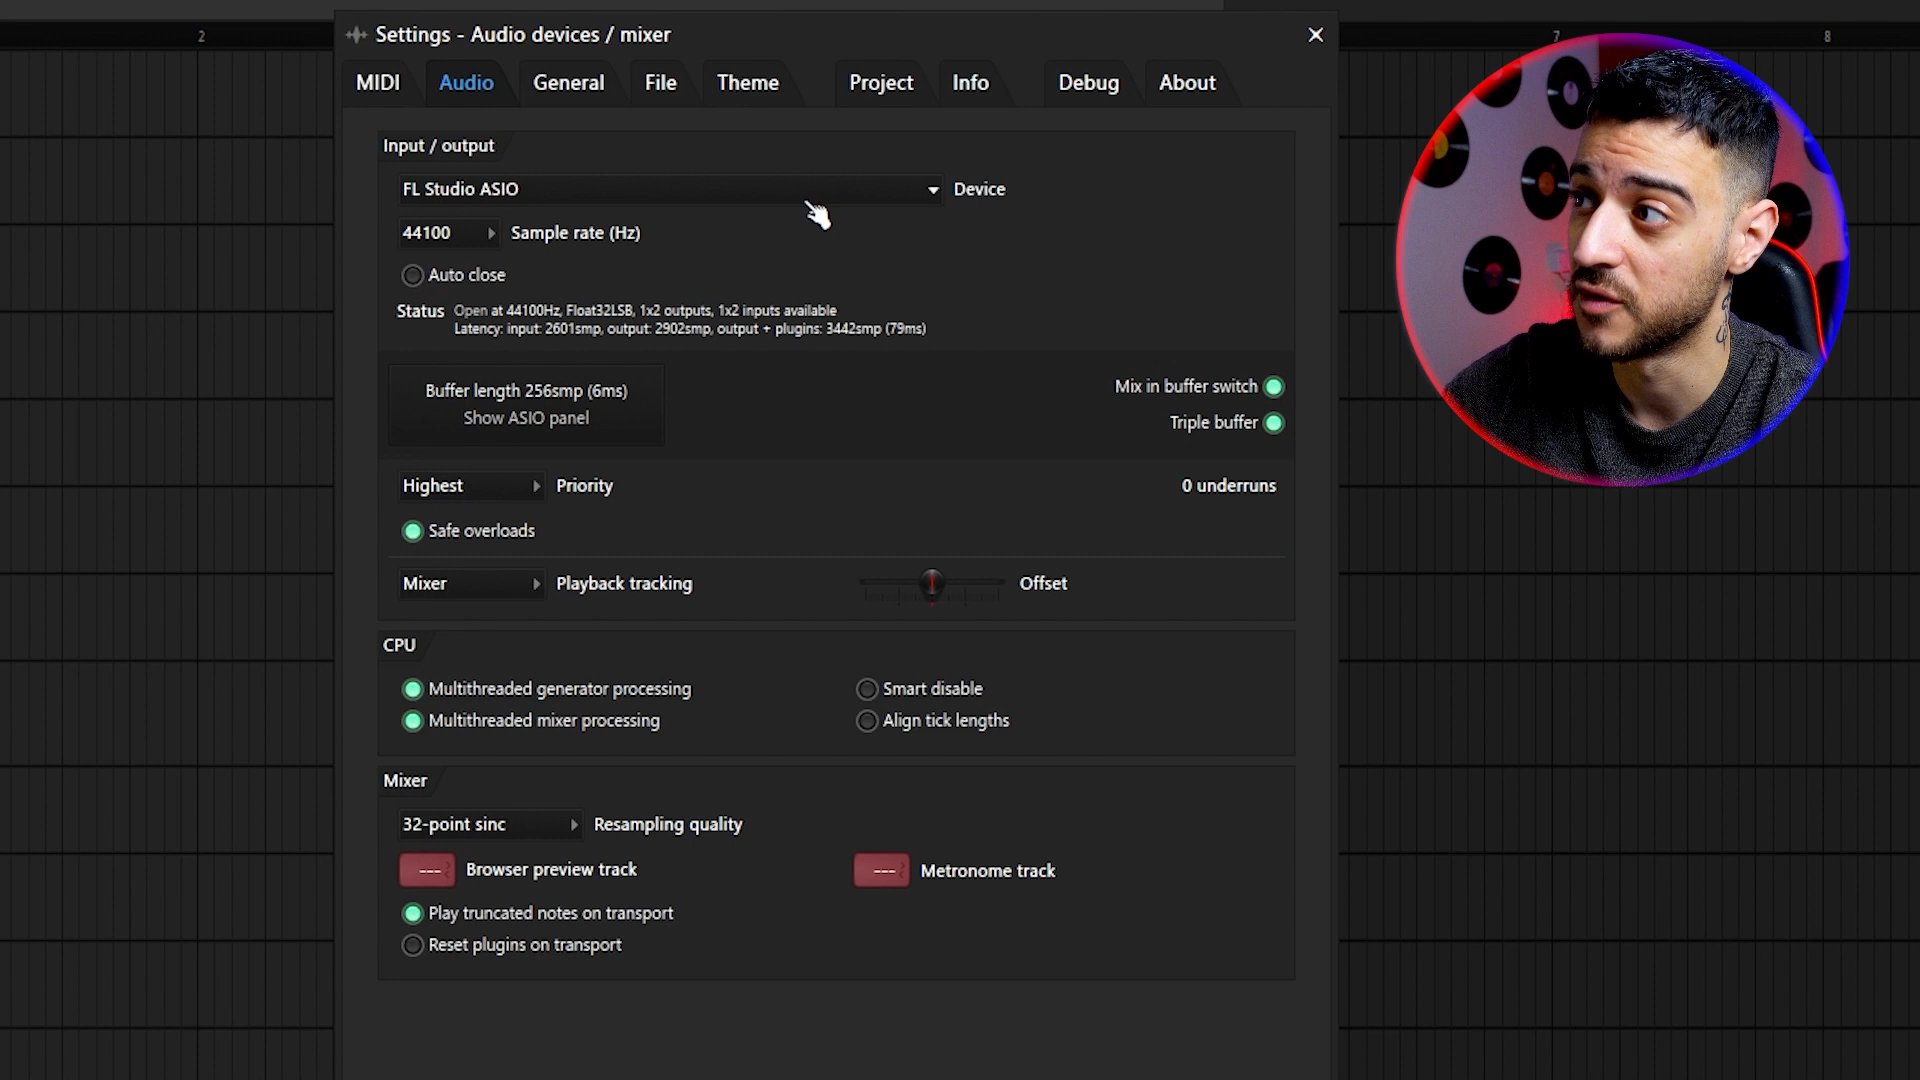 2
7
8
Settings - Audio devices / mixer
MIDI
Audio
General
File
Theme
Project
Info
Debug
About
Input / output
FL Studio ASIO
Device
44100
Sample rate (Hz)
Auto close
Status
Open at 44100Hz, Float32LSB, 1x2 outputs, 1x2 inputs available
Latency: input: 2601smp, output: 2902smp, output + plugins: 3442smp (79ms)
Buffer length 256smp (6ms)
Show ASIO panel
Mix in buffer switch
Triple buffer
Highest
Priority
0 underruns
Safe overloads
Mixer
Playback tracking
Offset
CPU
Multithreaded generator processing
Smart disable
Multithreaded mixer processing
Align tick lengths
Mixer
32-point sinc
Resampling quality
---
Browser preview track
---
Metronome track
Play truncated notes on transport
Reset plugins on transport